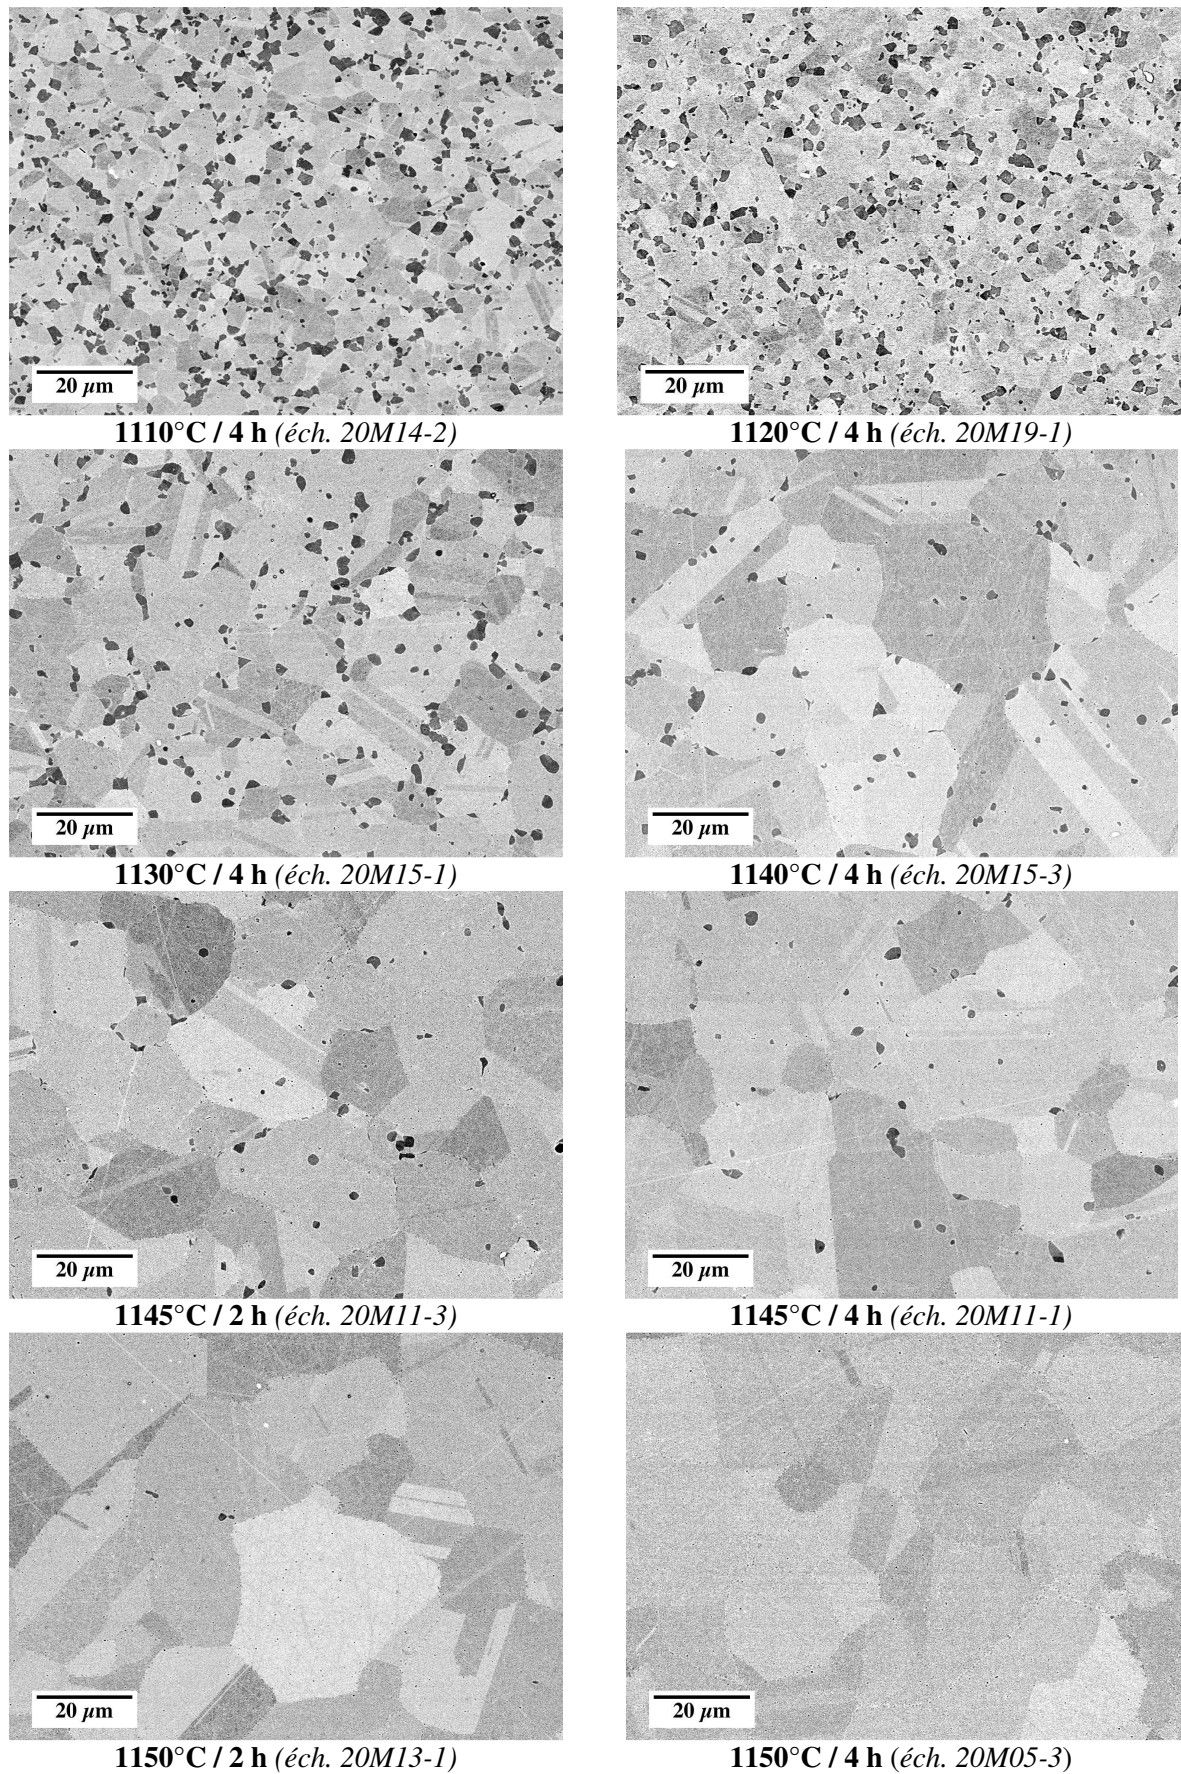 20 µm
20 µm
1110°C / 4 h (éch. 20M14-2)
1120°C / 4 h (éch. 20M19-1)
20 µm
20 µm
1130°C / 4 h (éch. 20M15-1)
1140°C / 4 h (éch. 20M15-3)
20 µm
20 µm
1145°C / 2 h (éch. 20M11-3)
1145°C / 4 h (éch. 20M11-1)
20 µm
20 µm
1150°C / 2 h (éch. 20M13-1)
1150°C / 4 h (éch. 20M05-3)